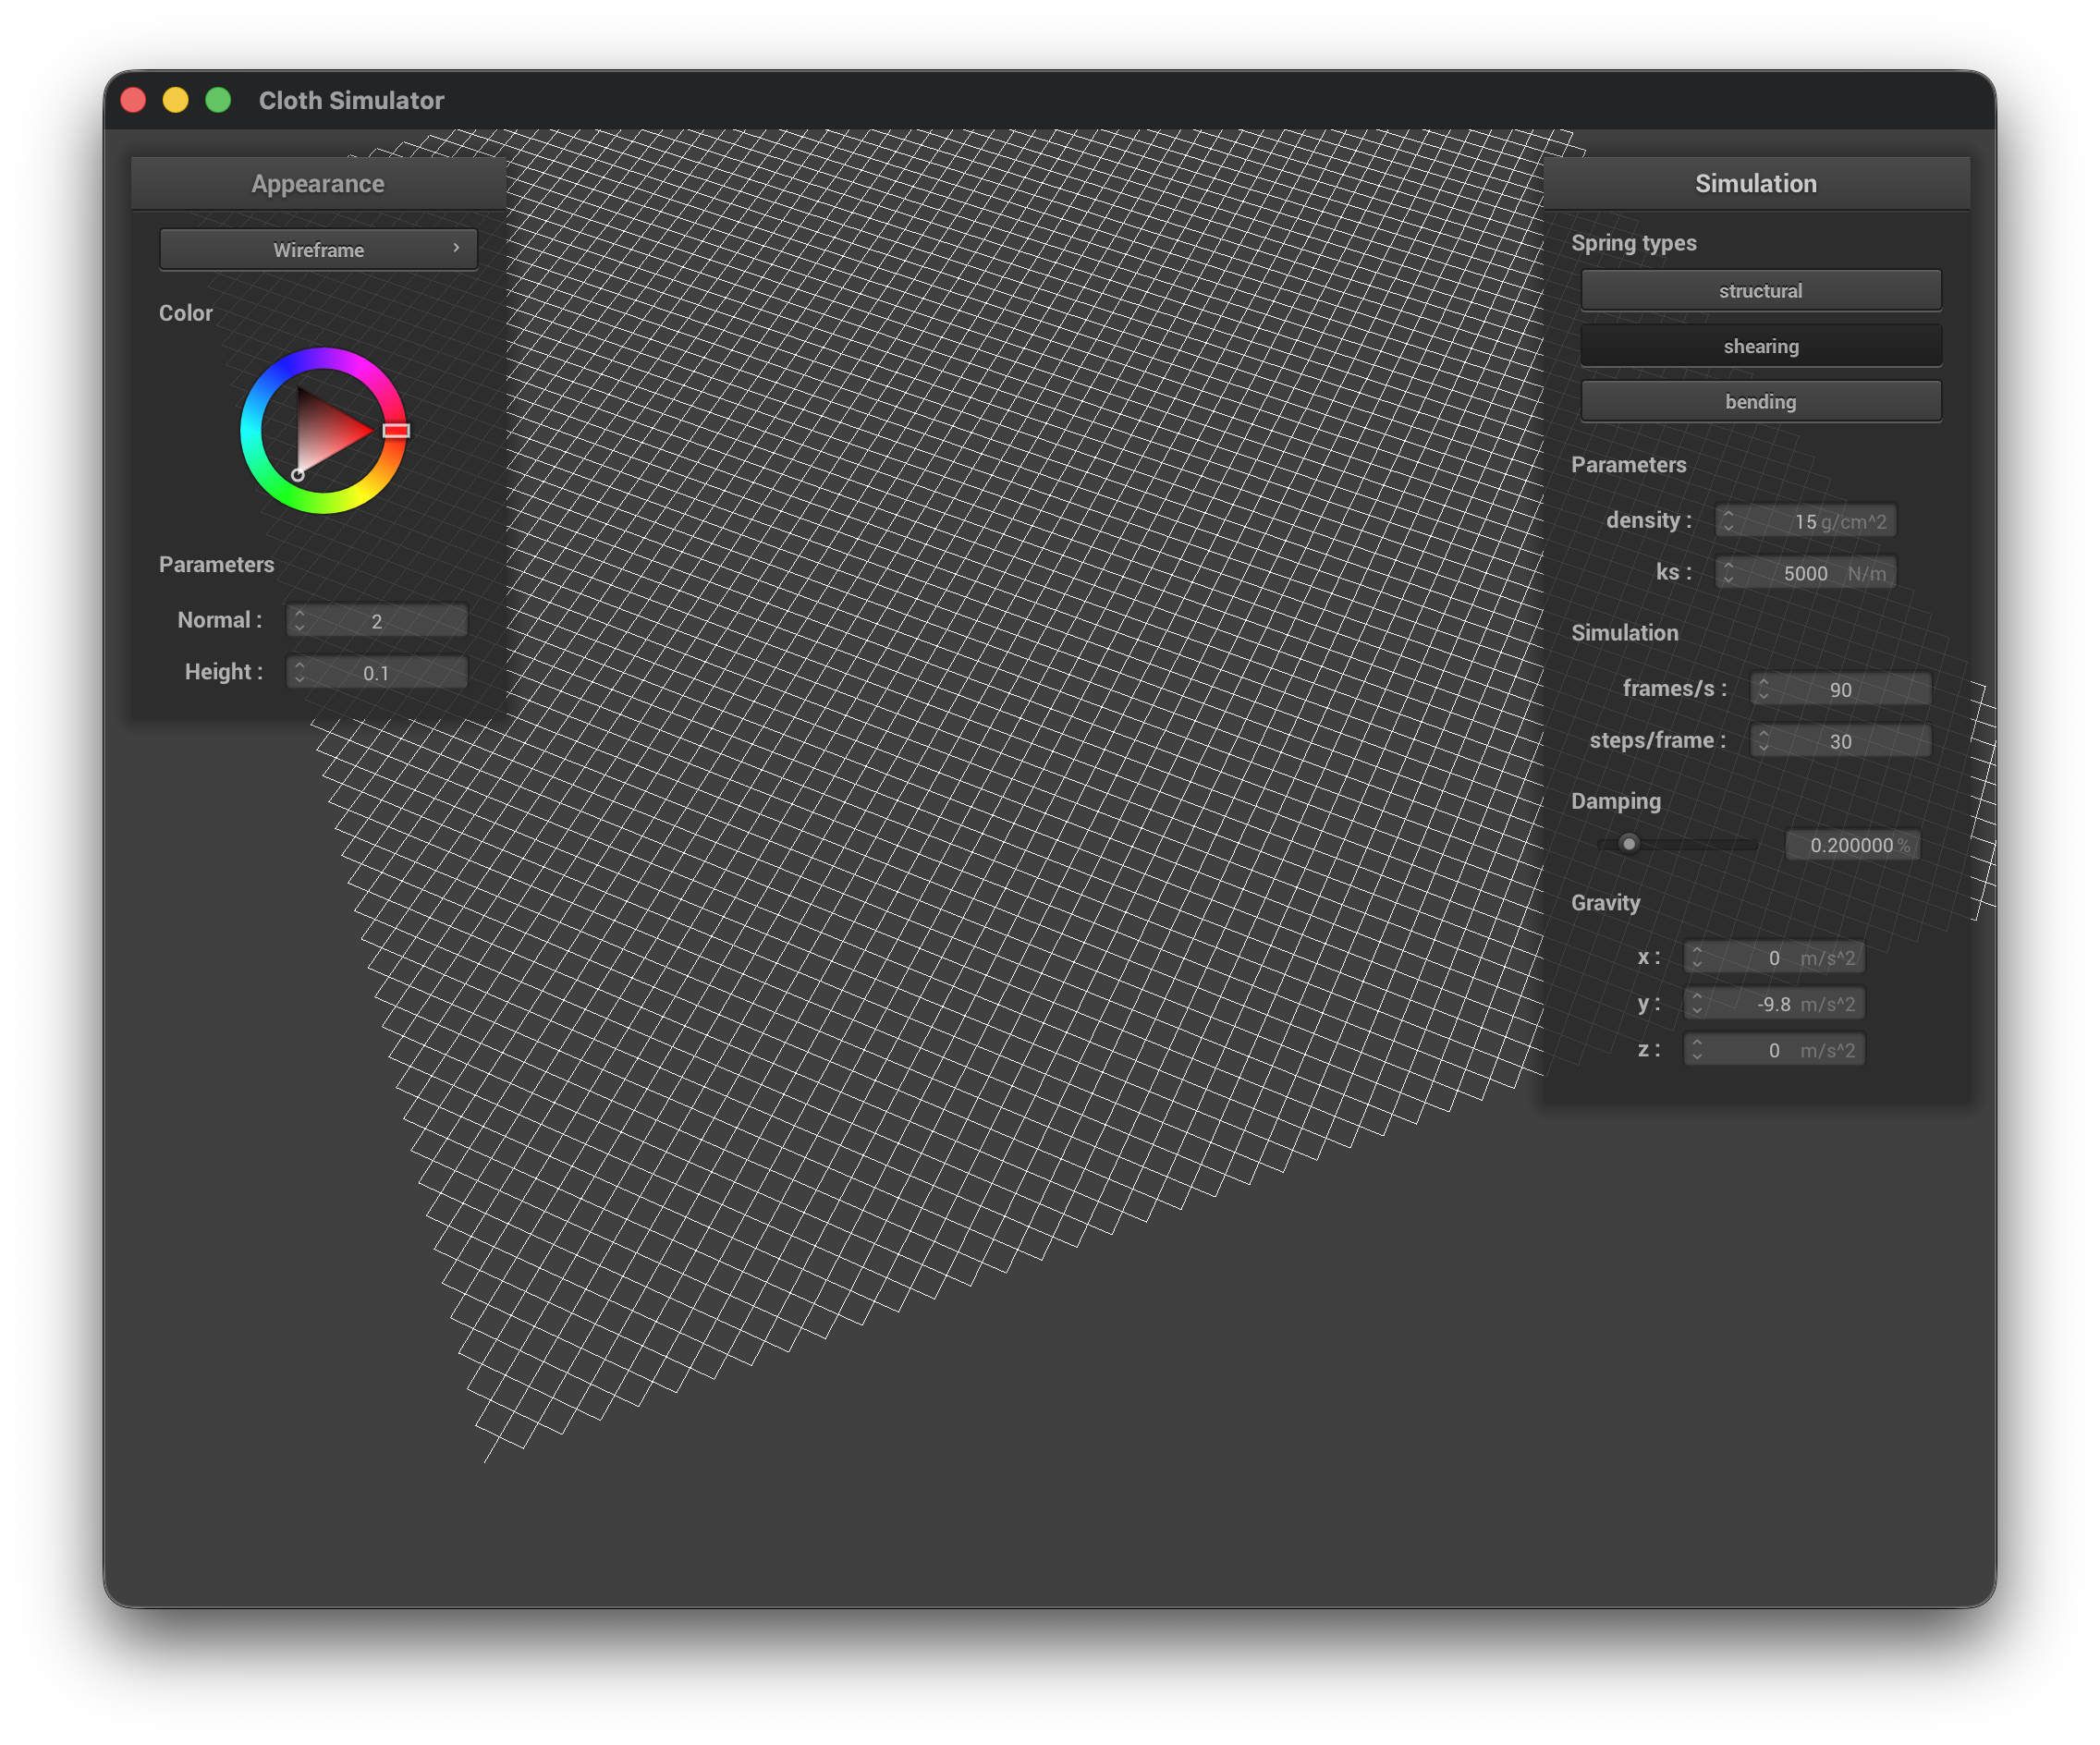 Cloth Simulator
Appearance
Wireframe
Color
Parameters
Normal : 2
Height : 0.1
Simulation
Spring types
structural
shearing
bending
Parameters
density : 15 g/cm^2
ks : 5000 N/m
Simulation
frames/s : 90
steps/frame : 30
Damping
0.200000 %
Gravity
x : 0 m/s^2
y : -9.8 m/s^2
z : 0 m/s^2